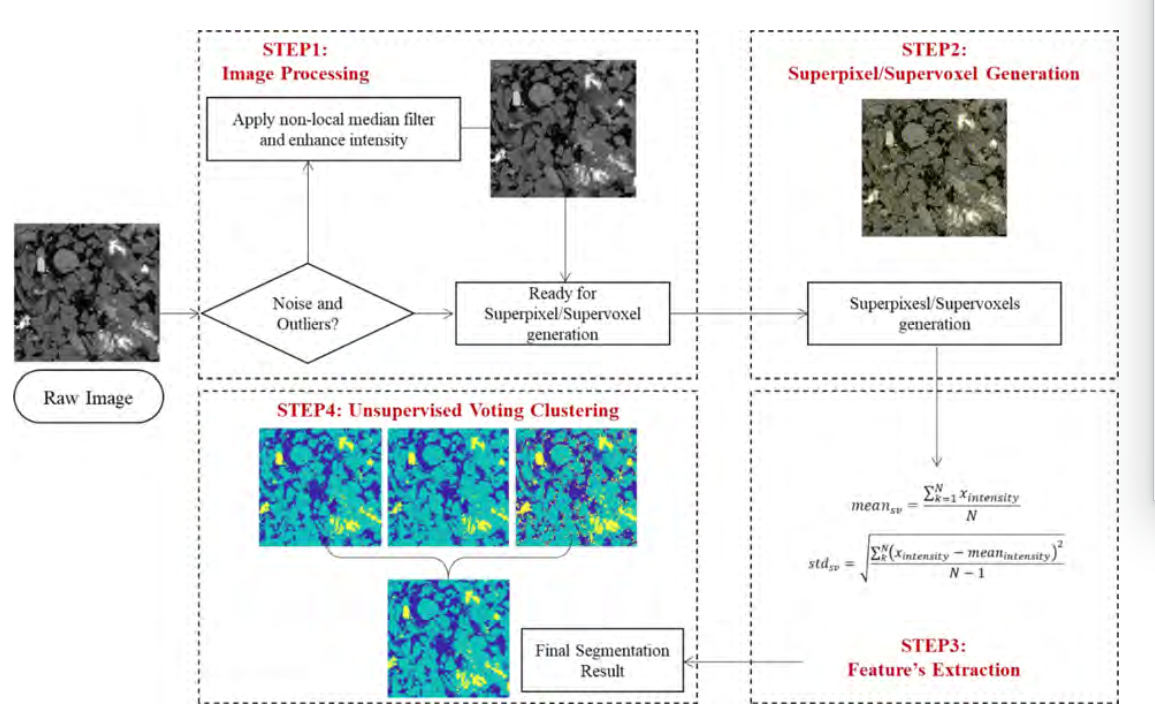 STEP1:
Image Processing
Apply non-local median filter
and enhance intensity
Raw Image
Noise and
Outliers?
Ready for
Superpixel/Supervoxel
generation
STEP2:
Superpixel/Supervoxel Generation
Superpixesl/Supervoxels
generation
mean_{sv} = \frac{\sum_{k=1}^{N} x_{intensity}}{N}
std_{sv} = \sqrt{\frac{\sum_{k}^{N}(x_{intensity} - mean_{intensity})^2}{N - 1}}
STEP3:
Feature's Extraction
STEP4: Unsupervised Voting Clustering
Final Segmentation
Result